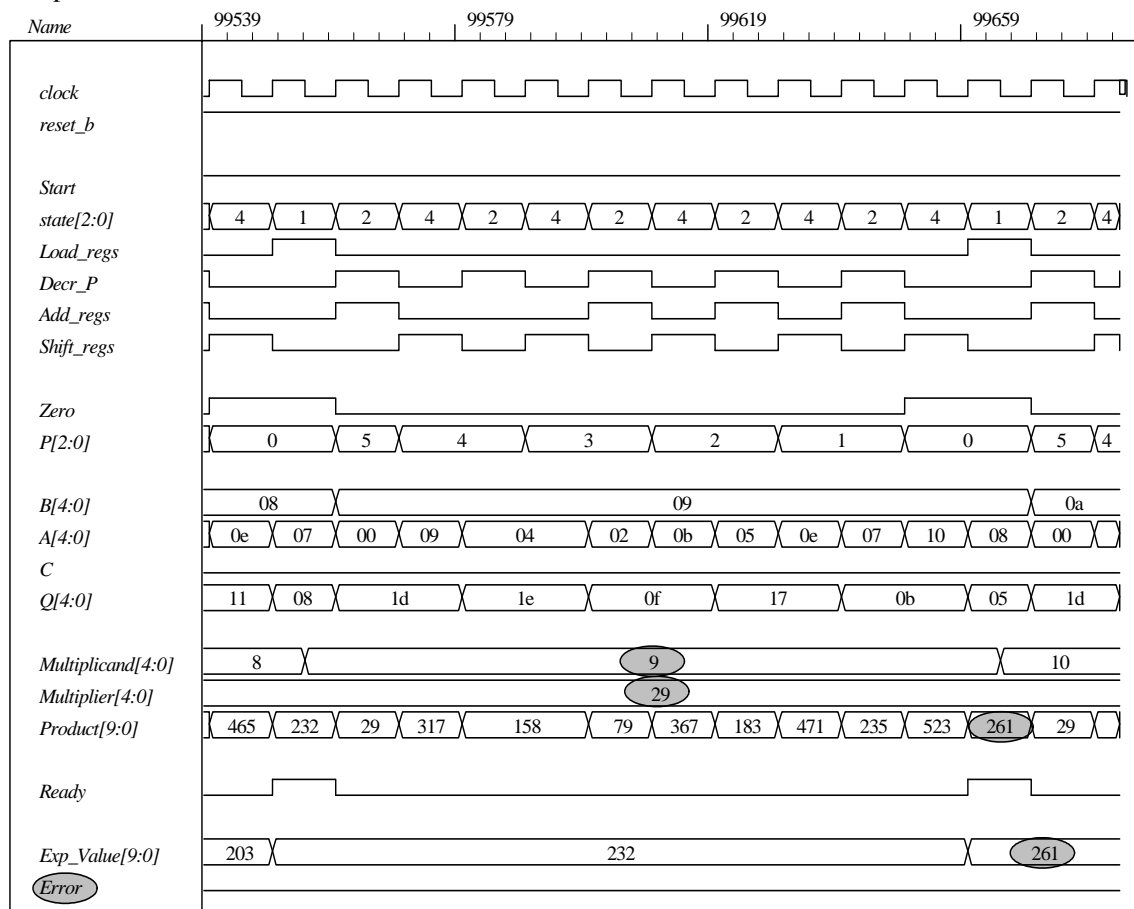 Name 99539 99579 99619 99659
clock
reset_b
Start
state[2:0] 4 1 2 4 2 4 2 4 2 4 2 4 1 2 4
Load_regs
Decr_P
Add_regs
Shift_regs
Zero
P[2:0] 0 5 4 3 2 1 0 5 4
B[4:0] 08 09 0a
A[4:0] 0e 07 00 09 04 02 0b 05 0e 07 10 08 00
C
Q[4:0] 11 08 1d 1e 0f 17 0b 05 1d
Multiplicand[4:0] 8 9 10
Multiplier[4:0] 29
Product[9:0] 465 232 29 317 158 79 367 183 471 235 523 261 29
Ready
Exp_Value[9:0] 203 232 261
Error